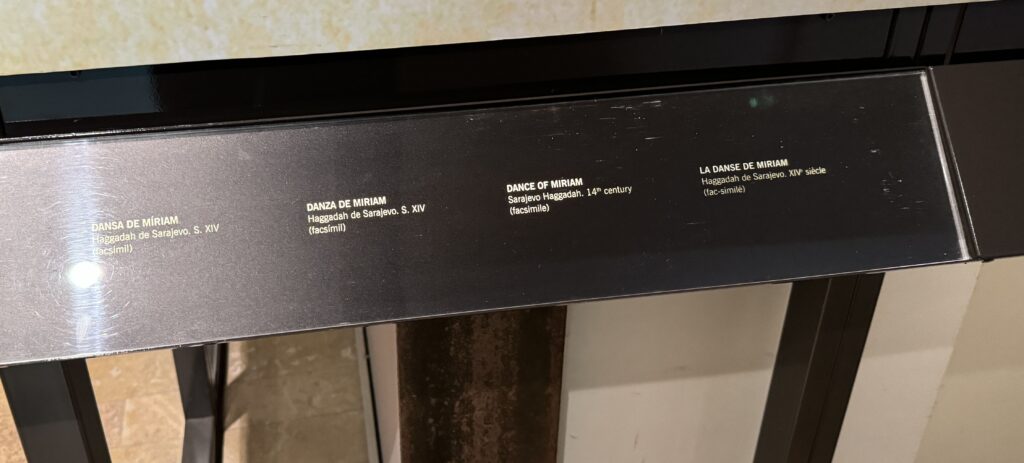 DANSA DE MÍRIAM
Haggadah de Sarajevo. S. XIV
(facsímil)
DANZA DE MIRIAM
Haggadah de Sarajevo. S. XIV
(facsímil)
DANCE OF MIRIAM
Sarajevo Haggadah. 14th century
(facsimile)
LA DANSE DE MIRIAM
Haggadah de Sarajevo. XIVe siècle
(fac-similé)